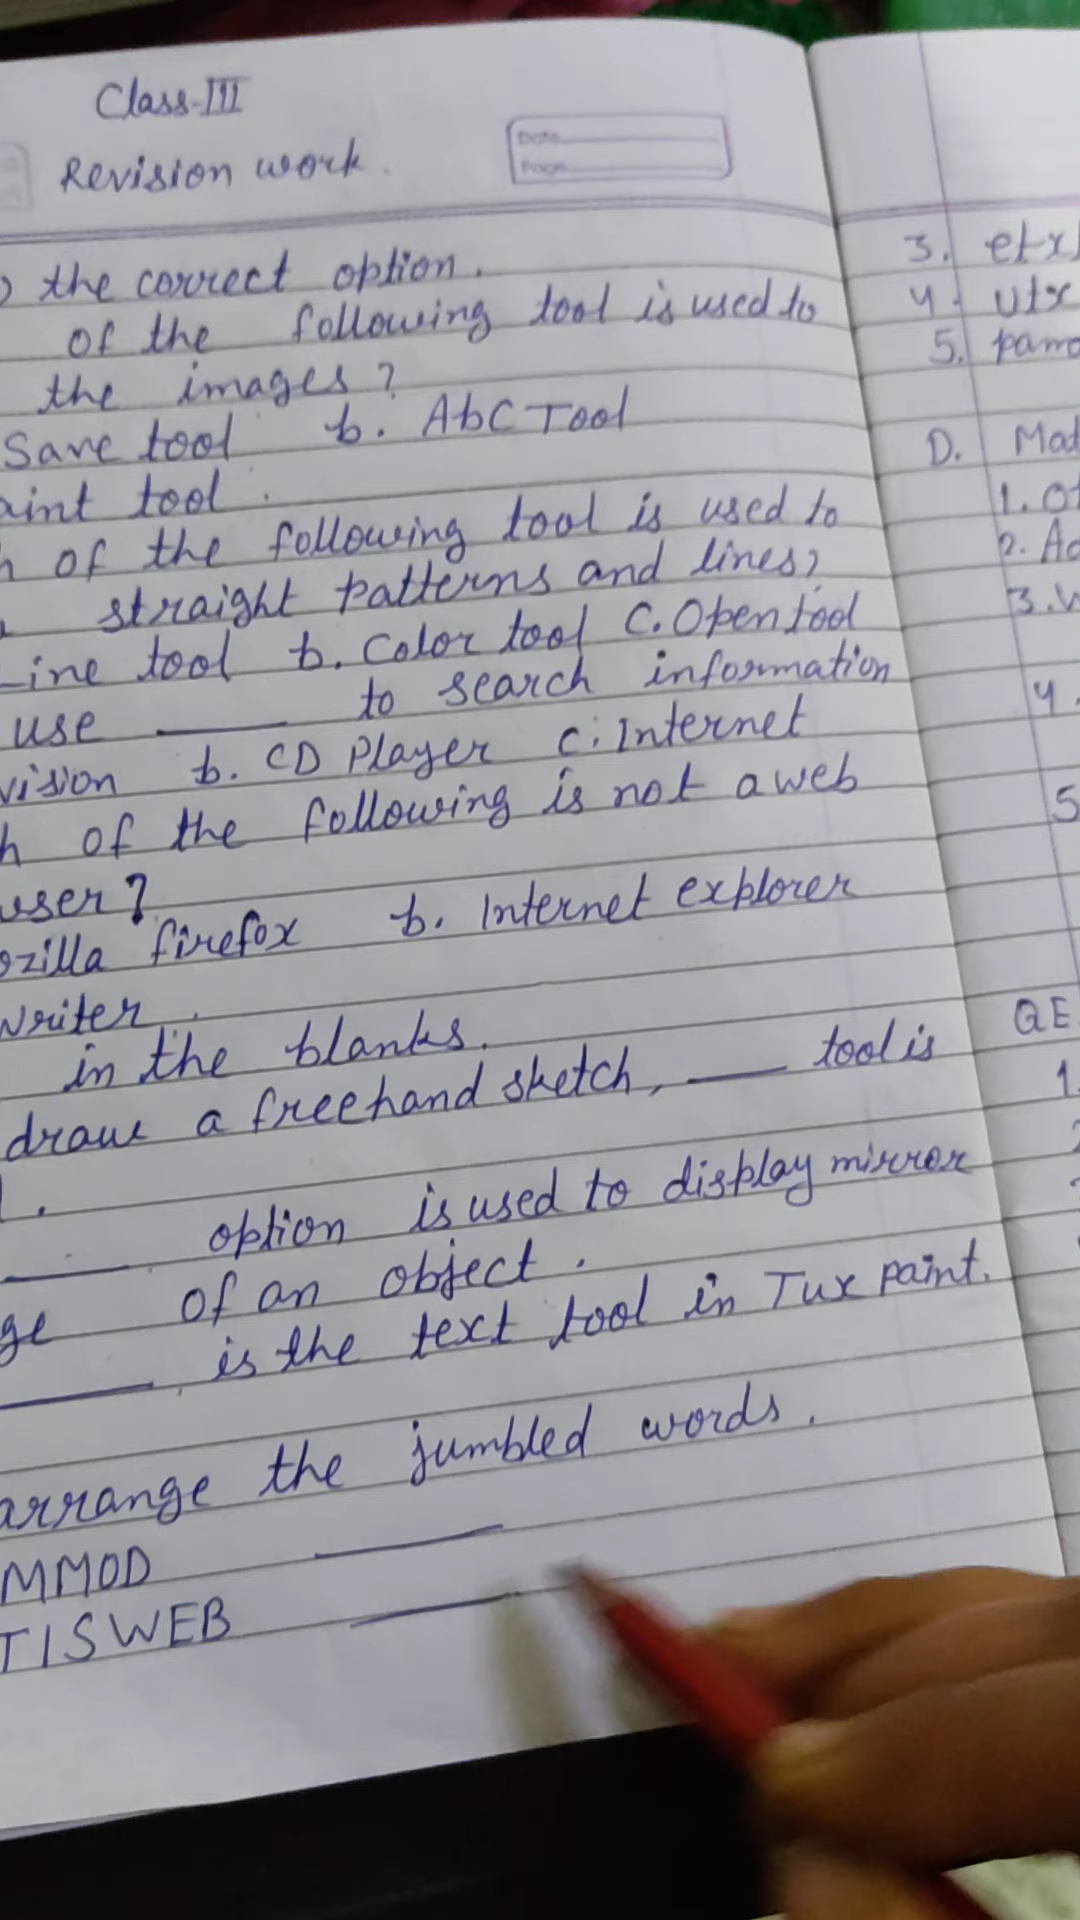 Class-III
Revision work.
Date
Page
the correct option.
of the following tool is used to
the images?
Save tool b. AbC Tool
aint tool.
h of the following tool is used to
straight patterns and lines?
Line tool b. Color tool C. Open tool
use ____ to search information
vision b. CD Player C. Internet
h of the following is not a web
wser?
ozilla firefox b. Internet explorer
Writer.
in the blanks.
draw a freehand sketch, ____ tool is
____ option is used to display mirror
ge of an object.
____ is the text tool in Tux paint.
arrange the jumbled words.
MMOD ____
TISWEB ____
3. etx
4. utx
5. pamo
D. Mat
1. Of
2. Ac
3. W
4.
5
QE
1.